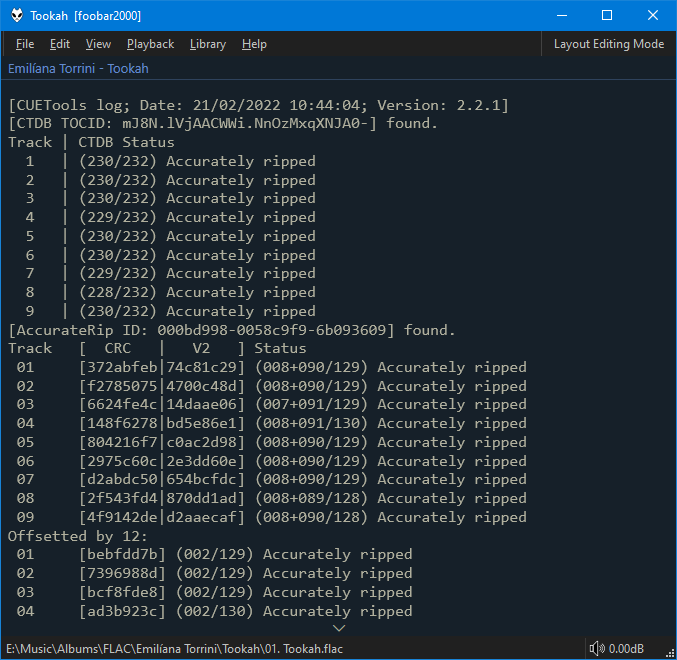 Tookah [foobar2000]
File Edit View Playback Library Help Layout Editing Mode
Emilíana Torrini - Tookah
[CUETools log; Date: 21/02/2022 10:44:04; Version: 2.2.1]
[CTDB TOCID: mJ8N.lVjAACWWi.NnOzMxqXNJA0-] found.
Track | CTDB Status
1 | (230/232) Accurately ripped
2 | (230/232) Accurately ripped
3 | (230/232) Accurately ripped
4 | (229/232) Accurately ripped
5 | (230/232) Accurately ripped
6 | (230/232) Accurately ripped
7 | (229/232) Accurately ripped
8 | (228/232) Accurately ripped
9 | (230/232) Accurately ripped
[AccurateRip ID: 000bd998-0058c9f9-6b093609] found.
Track [ CRC | V2 ] Status
01 [372abfeb|74c81c29] (008+090/129) Accurately ripped
02 [f2785075|4700c48d] (008+090/129) Accurately ripped
03 [6624fe4c|14daae06] (007+091/129) Accurately ripped
04 [148f6278|bd5e86e1] (008+091/130) Accurately ripped
05 [804216f7|c0ac2d98] (008+090/129) Accurately ripped
06 [2975c60c|2e3dd60e] (008+090/129) Accurately ripped
07 [d2abdc50|654bcfdc] (008+090/129) Accurately ripped
08 [2f543fd4|870dd1ad] (008+089/128) Accurately ripped
09 [4f9142de|d2aaecaf] (008+090/128) Accurately ripped
Offsetted by 12:
01 [bebfdd7b] (002/129) Accurately ripped
02 [7396988d] (002/129) Accurately ripped
03 [bcf8fde8] (002/129) Accurately ripped
04 [ad3b923c] (002/130) Accurately ripped
E:\Music\Albums\FLAC\Emilíana Torrini\Tookah\01. Tookah.flac 0.00dB